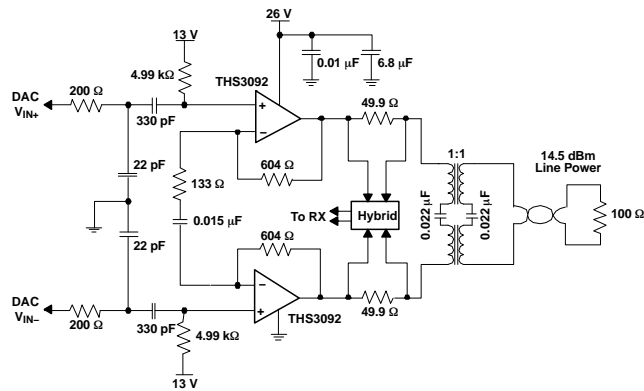 26 V
13 V
0.01 µF
6.8 µF
4.99 kΩ
THS3092
DAC
VIN+
200 Ω
330 pF
+
−
49.9 Ω
1:1
14.5 dBm
Line Power
22 pF
133 Ω
604 Ω
0.022 µF
0.022 µF
100 Ω
To RX
Hybrid
0.015 µF
22 pF
604 Ω
−
+
49.9 Ω
DAC
VIN−
200 Ω
330 pF
4.99 kΩ
THS3092
13 V